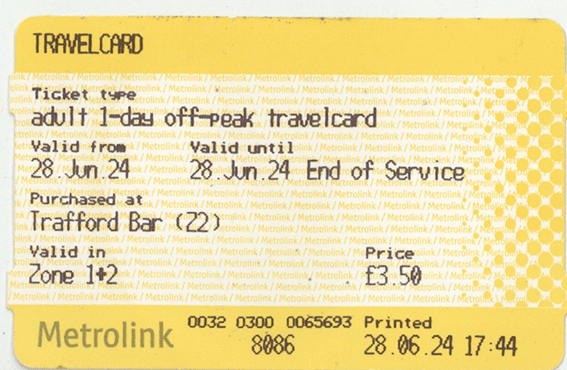 TRAVELCARD
Ticket type
adult 1-day off-peak travelcard
Valid from Valid until
28.Jun.24 28.Jun.24 End of Service
Purchased at
Trafford Bar (Z2)
Valid in Price
Zone 1+2 £3.50
Metrolink 0032 0300 0065693 Printed
8086 28.06.24 17:44